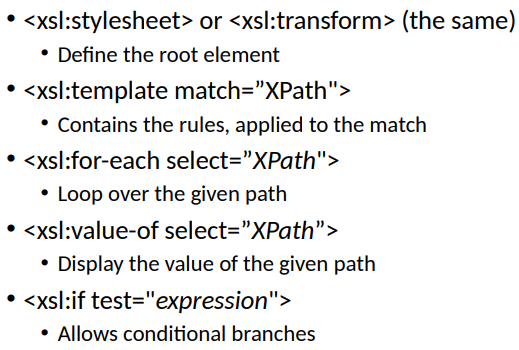 • <xsl:stylesheet> or <xsl:transform> (the same)
• Define the root element
• <xsl:template match=”XPath">
• Contains the rules, applied to the match
• <xsl:for-each select=”XPath">
• Loop over the given path
• <xsl:value-of select=”XPath”>
• Display the value of the given path
• <xsl:if test="expression">
• Allows conditional branches